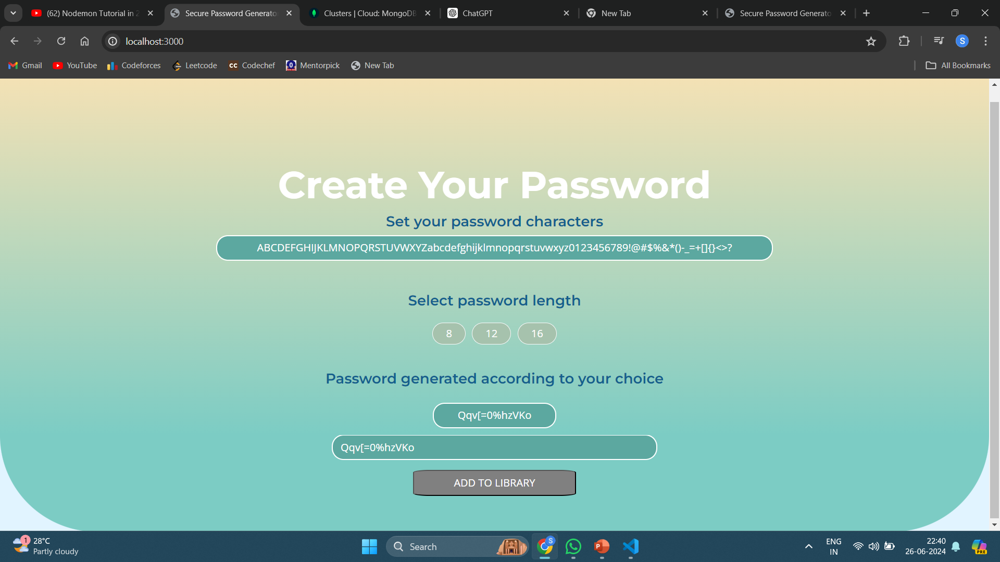 (62) Nodemon Tutorial in 2
Secure Password Generato
Clusters | Cloud: MongoDB
ChatGPT
New Tab
Secure Password Generato
localhost:3000
S
Gmail
YouTube
Codeforces
Leetcode
CC Codechef
Mentorpick
New Tab
All Bookmarks
Create Your Password
Set your password characters
ABCDEFGHIJKLMNOPQRSTUVWXYZabcdefghijklmnopqrstuvwxyz0123456789!@#$%&*()-_=+[]{}<>?
Select password length
8 12 16
Password generated according to your choice
Qqv[=0%hzVKo
Qqv[=0%hzVKo
ADD TO LIBRARY
1
28°C
Partly cloudy
Search
S
P
ENG
IN
22:40
26-06-2024
PRE